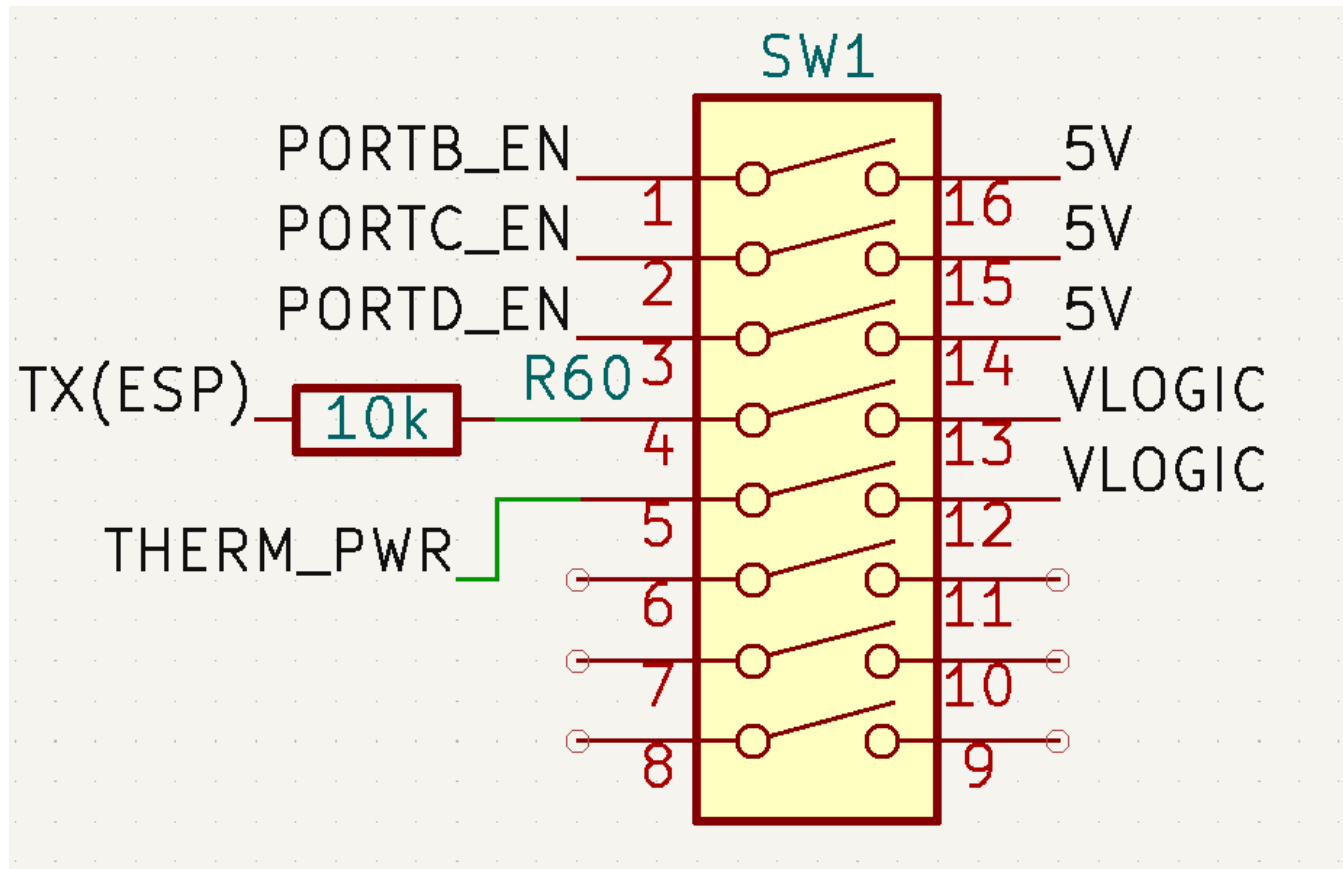 SW1
PORTB_EN 1 16 5V
PORTC_EN 2 15 5V
PORTD_EN 3 14 5V
TX(ESP) 10k R60 4 13 VLOGIC
THERM_PWR 5 12 VLOGIC
6 11
7 10
8 9